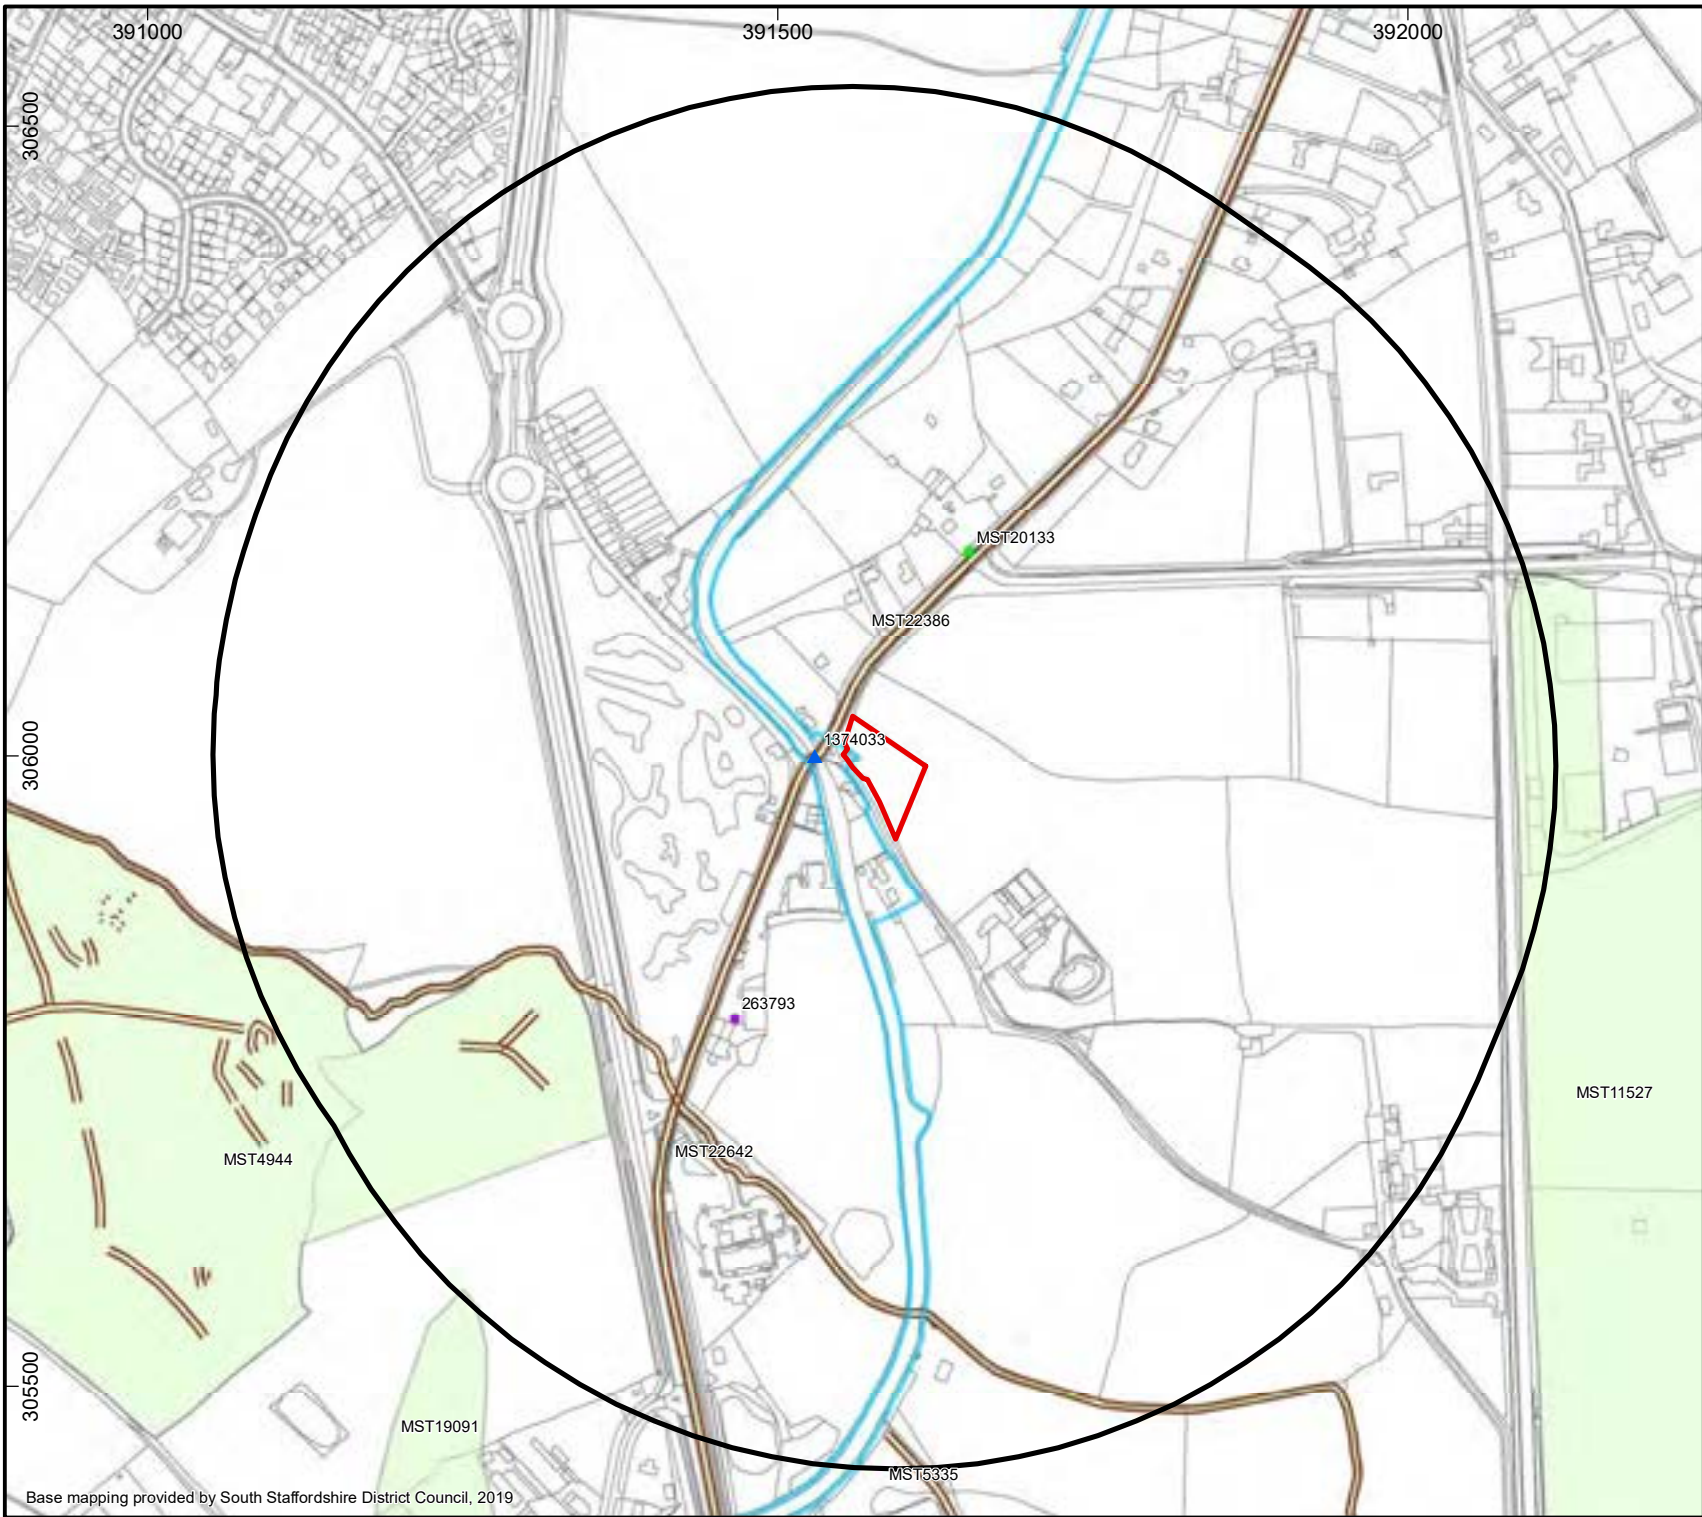 391000
391500
392000
306500
MST20133
MST22386
1374033
306000
263793
MST11527
MST22642
MST4944
305500
MST19091
MST5335
Base mapping provided by South Staffordshire District Council, 2019